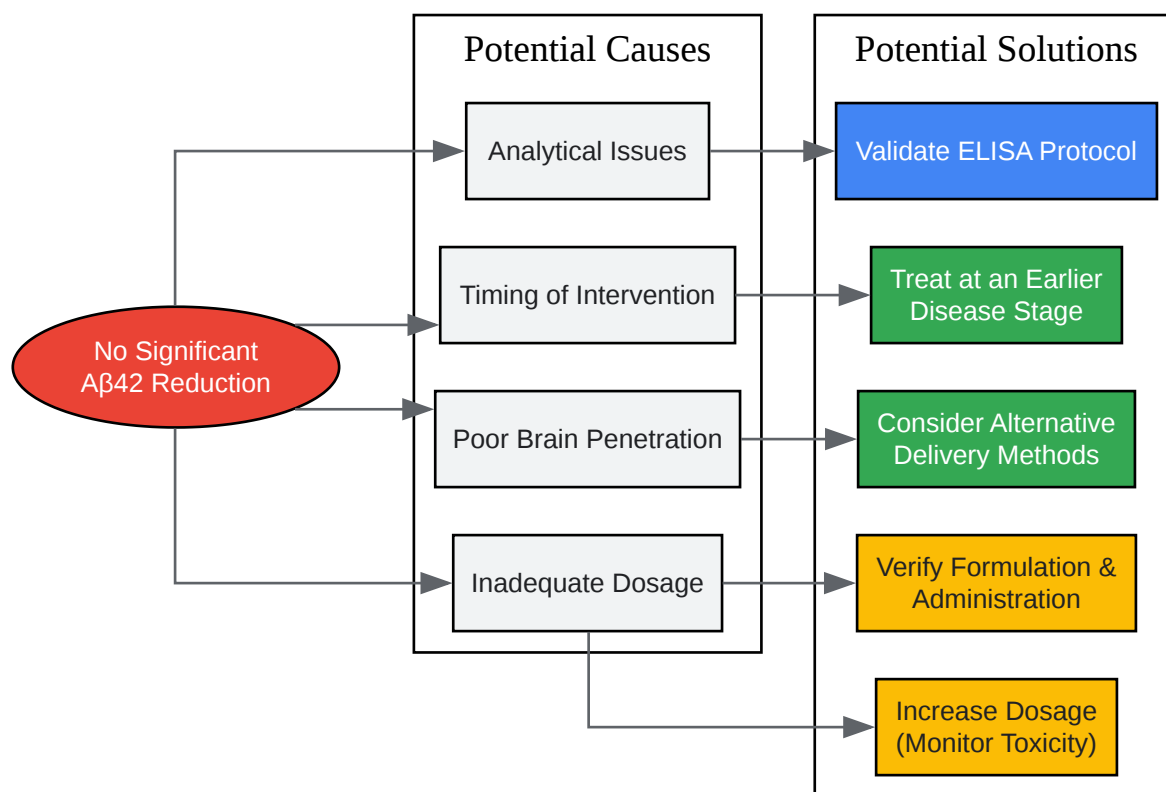 Potential Causes
Potential Solutions
Analytical Issues
Validate ELISA Protocol
Timing of Intervention
Treat at an Earlier
Disease Stage
No Significant
Aβ42 Reduction
Poor Brain Penetration
Consider Alternative
Delivery Methods
Inadequate Dosage
Verify Formulation &
Administration
Increase Dosage
(Monitor Toxicity)